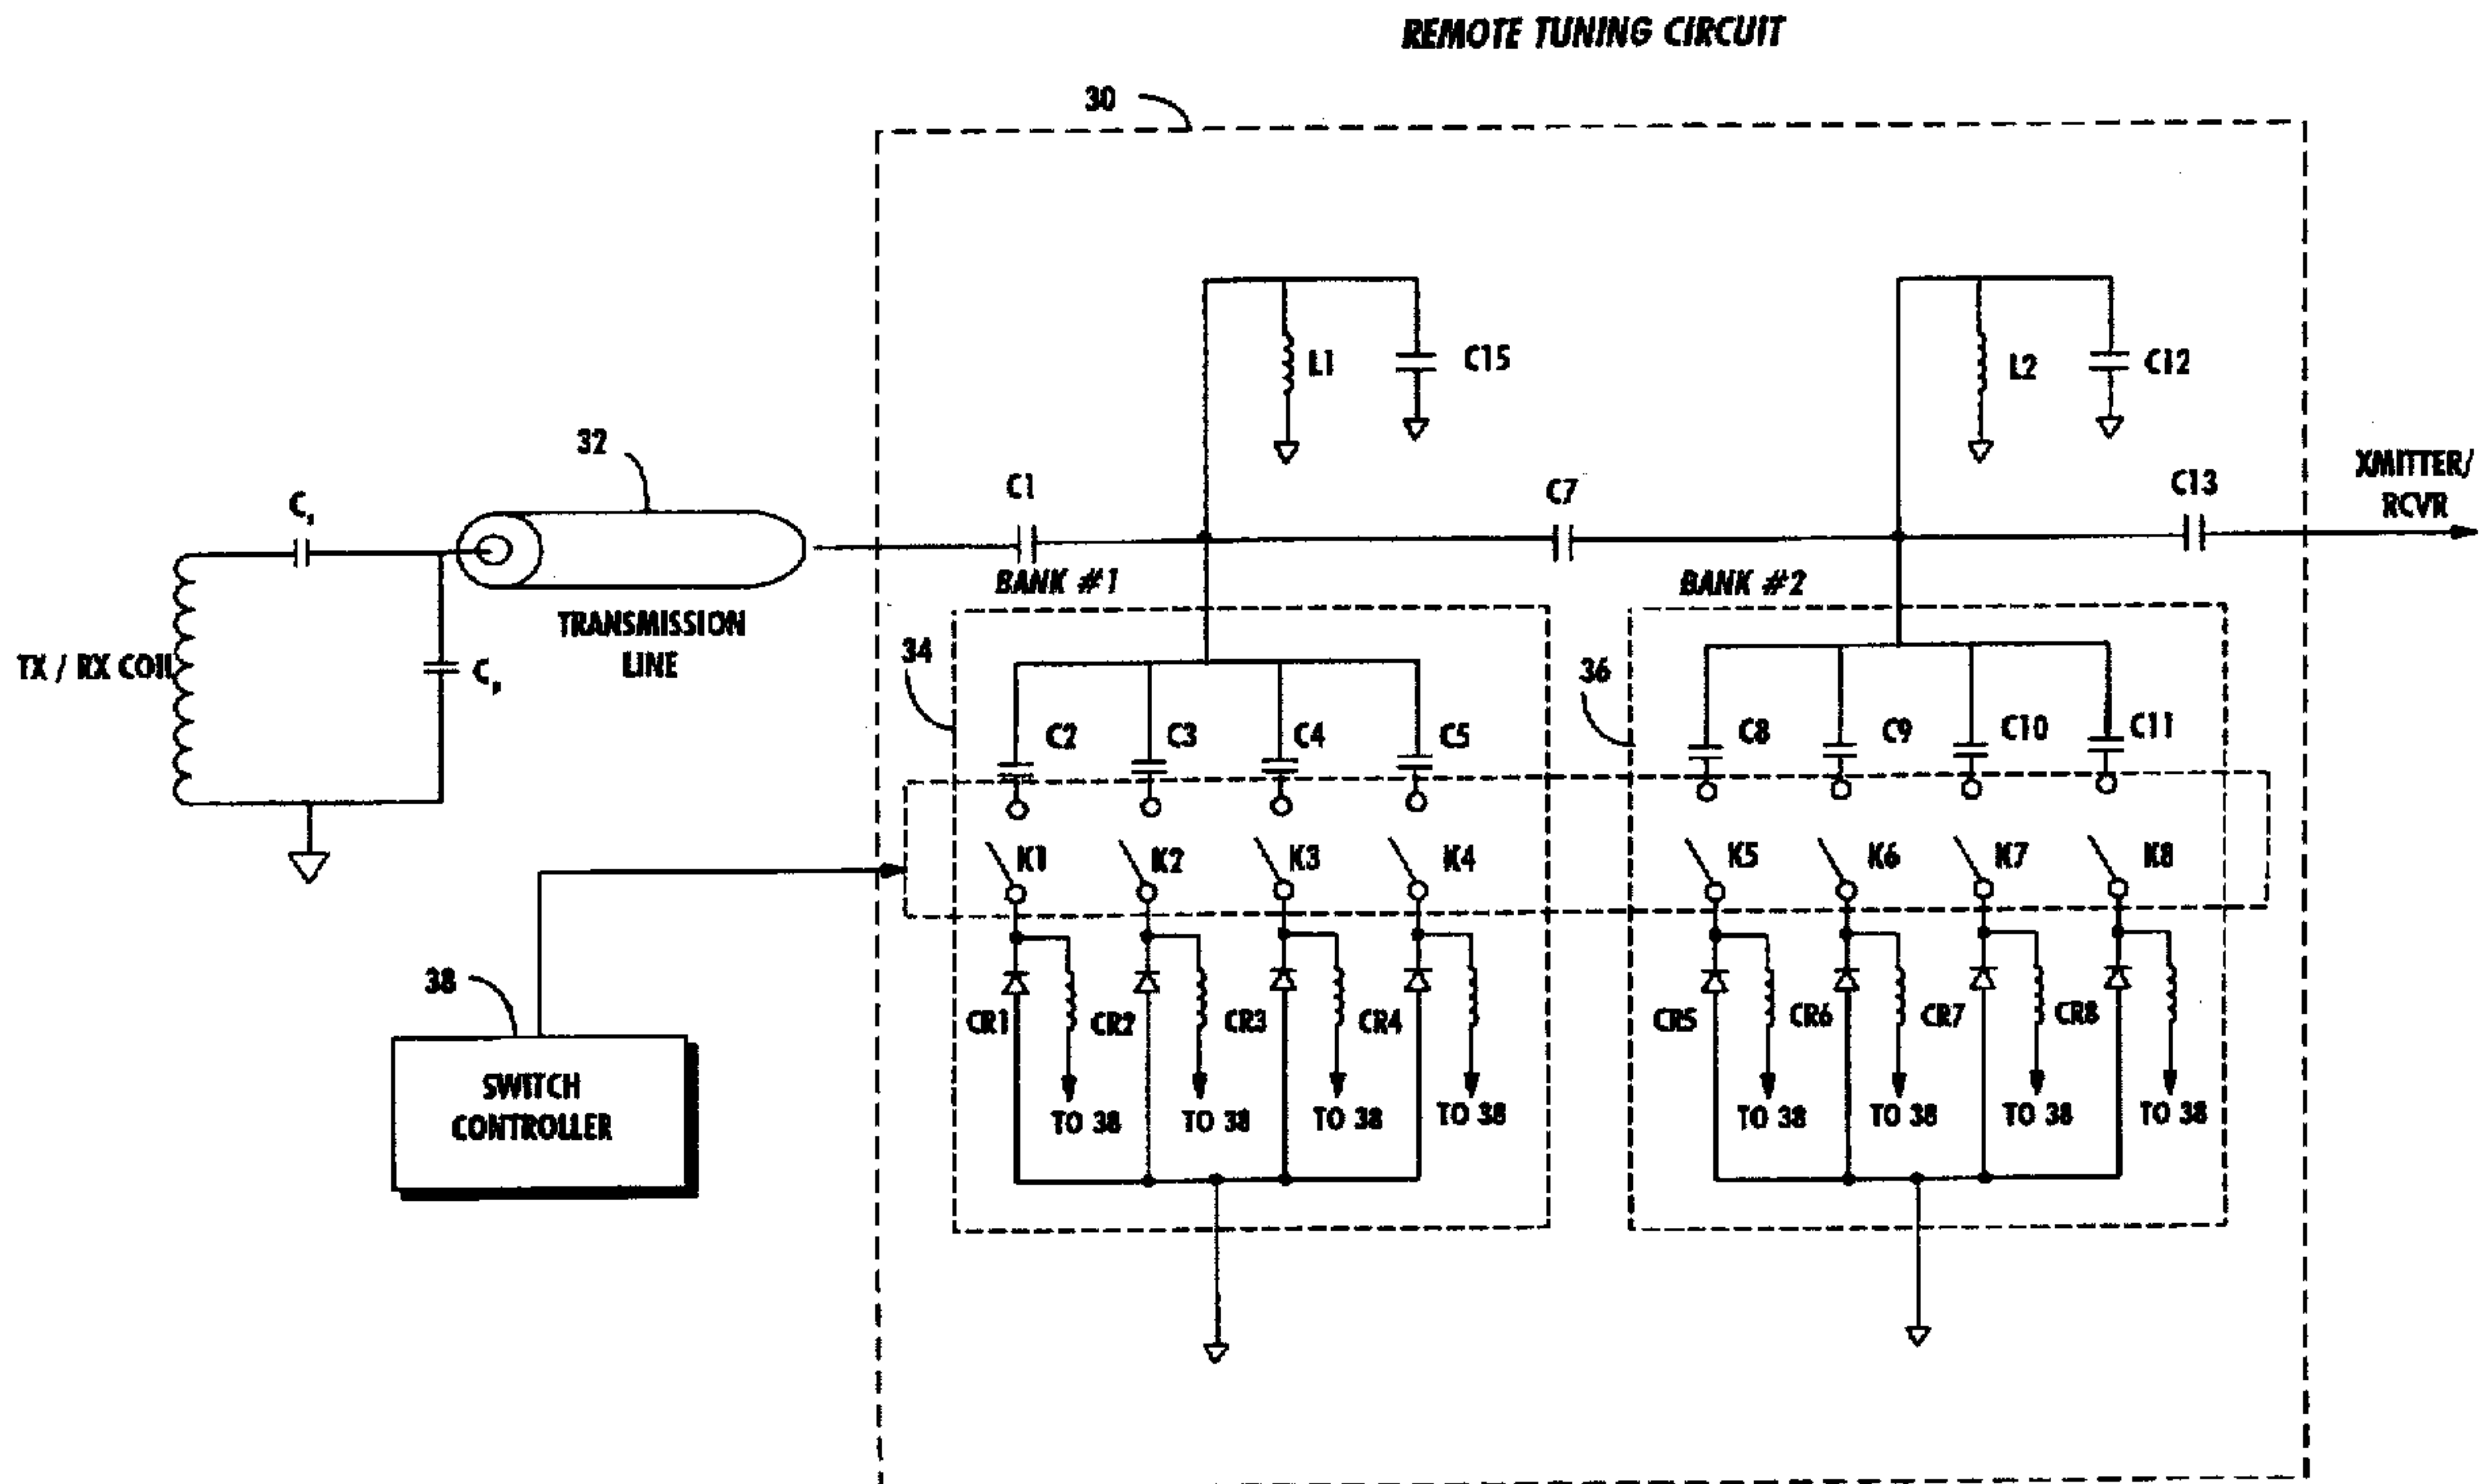 REMOTE TUNING CIRCUIT
30
L1
C15
L2
C12
32
C1
C7
C13
XMITTER/
RCVR
Cs
TRANSMISSION
LINE
TX / RX COIL
Cp
BANK #1
BANK #2
34
36
C2
C3
C4
C5
C8
C9
C10
C11
K1
K2
K3
K4
K5
K6
K7
K8
38
CR1
CR2
CR3
CR4
CR5
CR6
CR7
CR8
TO 38
TO 38
TO 38
TO 38
TO 38
TO 38
TO 38
TO 38
SWITCH
CONTROLLER